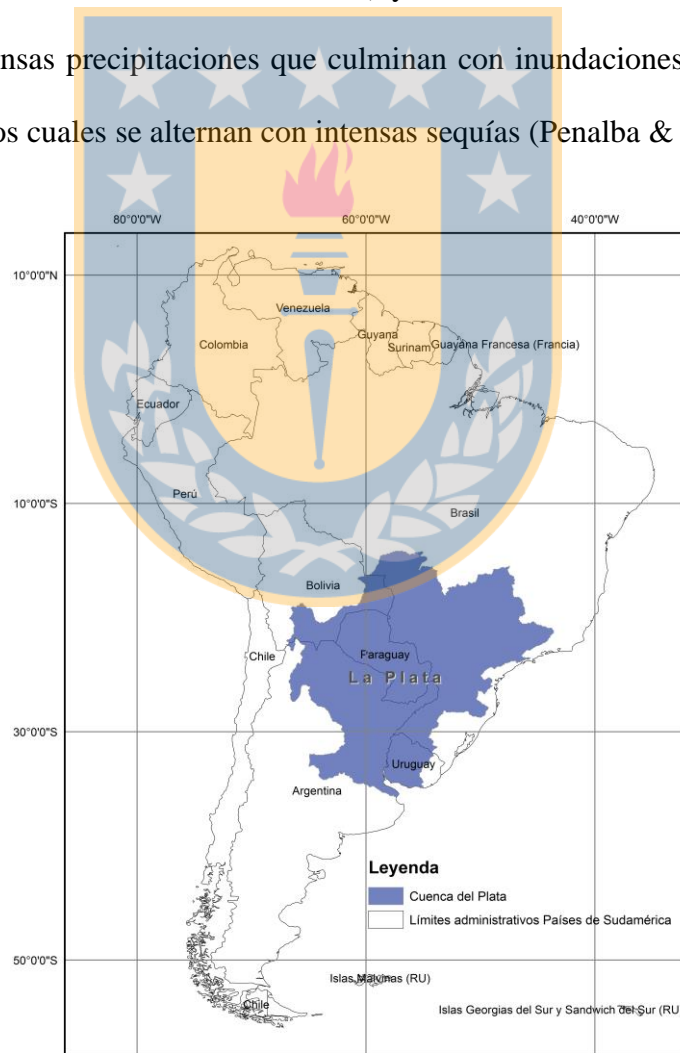 nsas precipitaciones que culminan con inundaciones
os cuales se alternan con intensas sequías (Penalba &
80°0'0"W 60°0'0"W 40°0'0"W
10°0'0"N
Venezuela
Guyana
Colombia Surinam Guayana Francesa (Francia)
Ecuador
Perú
10°0'0"S
Brasil
Bolivia
Chile Paraguay
La Plata
30°0'0"S
Uruguay
Argentina
Leyenda
Cuenca del Plata
Límites administrativos Países de Sudamérica
50°0'0"S
Islas Malvinas (RU)
Chile
Islas Georgias del Sur y Sandwich del Sur (RU